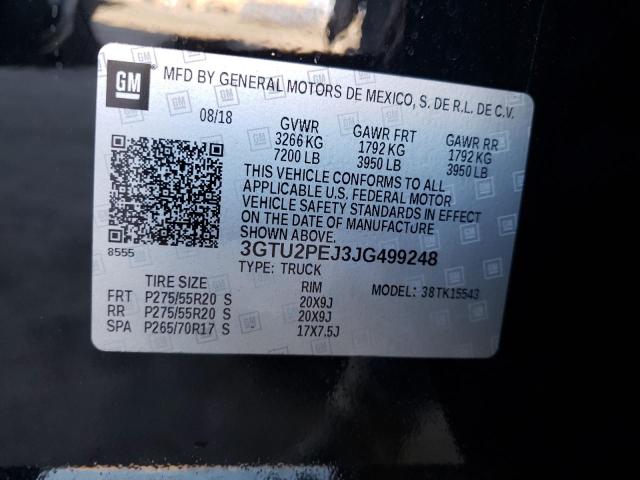 GM MFD BY GENERAL MOTORS DE MEXICO, S. DE R.L. DE C.V.
08/18 GVWR GAWR FRT GAWR RR
3266 KG 1792 KG 1792 KG
7200 LB 3950 LB 3950 LB
THIS VEHICLE CONFORMS TO ALL
APPLICABLE U.S. FEDERAL MOTOR
VEHICLE SAFETY STANDARDS IN EFFECT
ON THE DATE OF MANUFACTURE
SHOWN ABOVE.
8555 3GTU2PEJ3JG499248
TYPE: TRUCK
TIRE SIZE RIM MODEL: 38TK15543
FRT P275/55R20 S 20X9J
RR P275/55R20 S 20X9J
SPA P265/70R17 S 17X7.5J